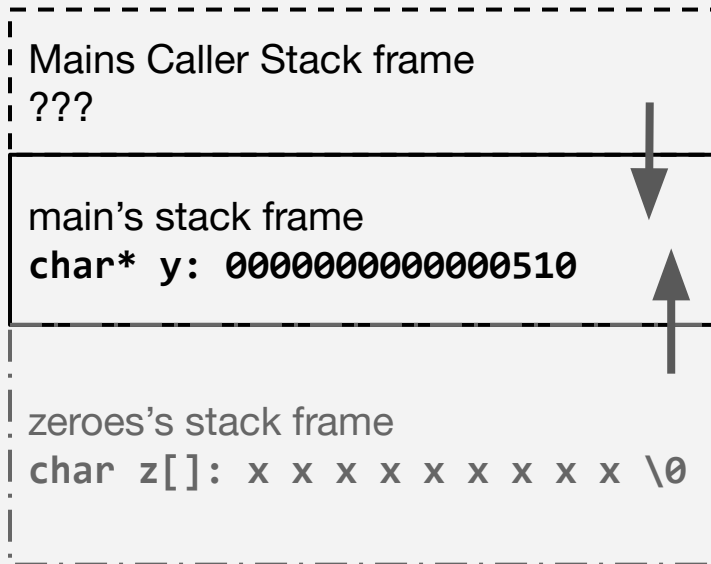 Mains Caller Stack frame
???
main’s stack frame
char* y: 0000000000000510
zeroes’s stack frame
char z[]: x x x x x x x x x \0